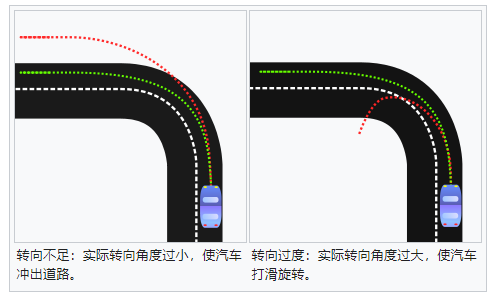 转向不足：实际转向角度过小，使汽车
冲出道路。
转向过度：实际转向角度过大，使汽车
打滑旋转。